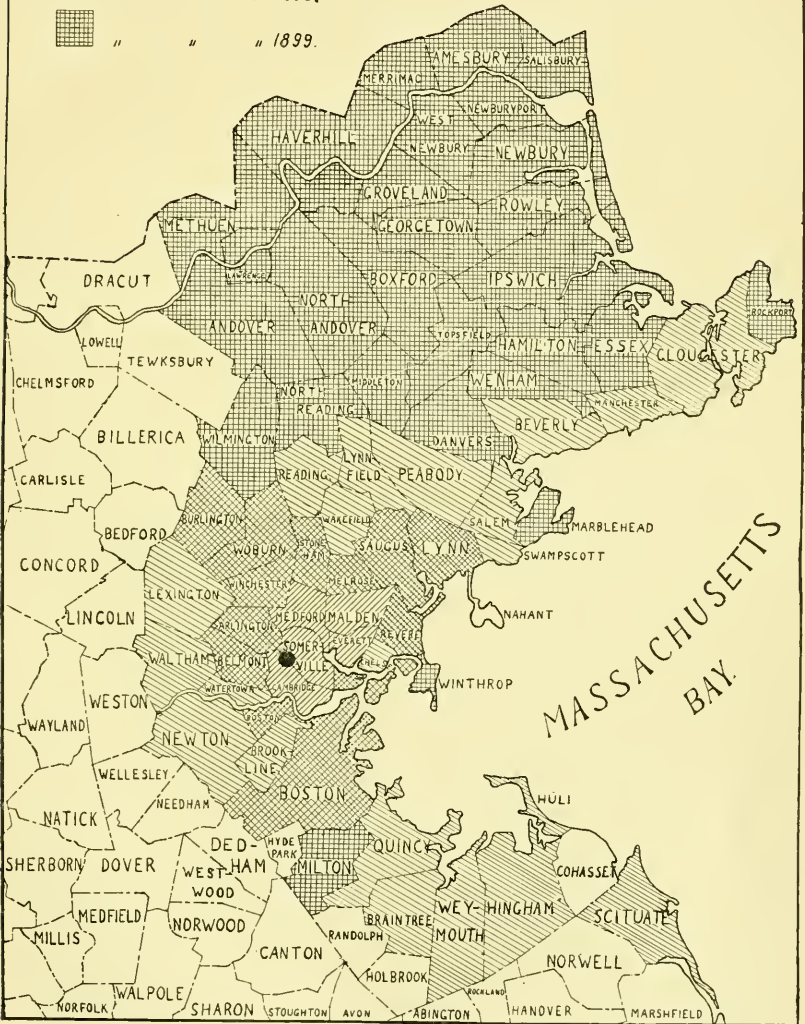 " " " 1899.
AMESBURY
SALISBURY
MERRIMAC
NEWBURYPORT
WEST
NEWBURY
HAVERHILL
NEWBURY
GROVELAND
ROWLEY
METHUEN
GEORGETOWN
DRACUT
LAWRENCE
BOXFORD
IPSWICH
NORTH
ANDOVER
ANDOVER
ROCKPORT
LOWELL
TOPSFIELD
HAMILTON
ESSEX
GLOUCESTER
TEWKSBURY
CHELMSFORD
MIDDLETON
WENHAM
NORTH
READING
MANCHESTER
BILLERICA
WILMINGTON
DANVERS
BEVERLY
CARLISLE
READING
LYNN
FIELD
PEABODY
BURLINGTON
WAKEFIELD
SALEM
MARBLEHEAD
BEDFORD
WOBURN
STONE
HAM
SAUGUS
LYNN
SWAMPSCOTT
CONCORD
WINCHESTER
MELROSE
LEXINGTON
NAHANT
LINCOLN
ARLINGTON
MEDFORD
MALDEN
EVERETT
REVERE
WALTHAM
BELMONT
SOMER-
VILLE
CHELSEA
WINTHROP
WATERTOWN
CAMBRIDGE
WESTON
MASSACHUSETTS
BAY.
WAYLAND
NEWTON
BOSTON
BROOK-
LINE
WELLESLEY
NEEDHAM
BOSTON
HULL
NATICK
DED-
HAM
HYDE
PARK
QUINCY
SHERBORN
DOVER
WEST-
WOOD
MILTON
COHASSET
MEDFIELD
NORWOOD
BRAINTREE
WEY-
MOUTH
HINGHAM
SCITUATE
MILLIS
RANDOLPH
CANTON
NORWELL
HOLBROOK
WALPOLE
ROCKLAND
NORFOLK
SHARON
STOUGHTON
AVON
ABINGTON
HANOVER
MARSHFIELD